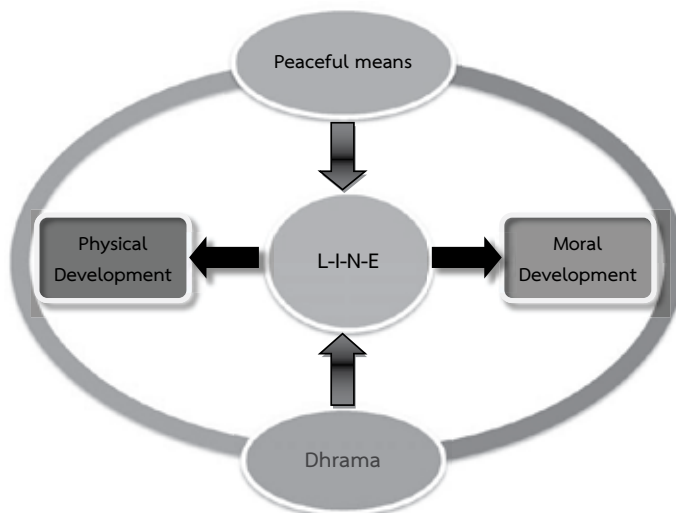 Peaceful means
Physical
Development
L-I-N-E
Moral
Development
Dhrama